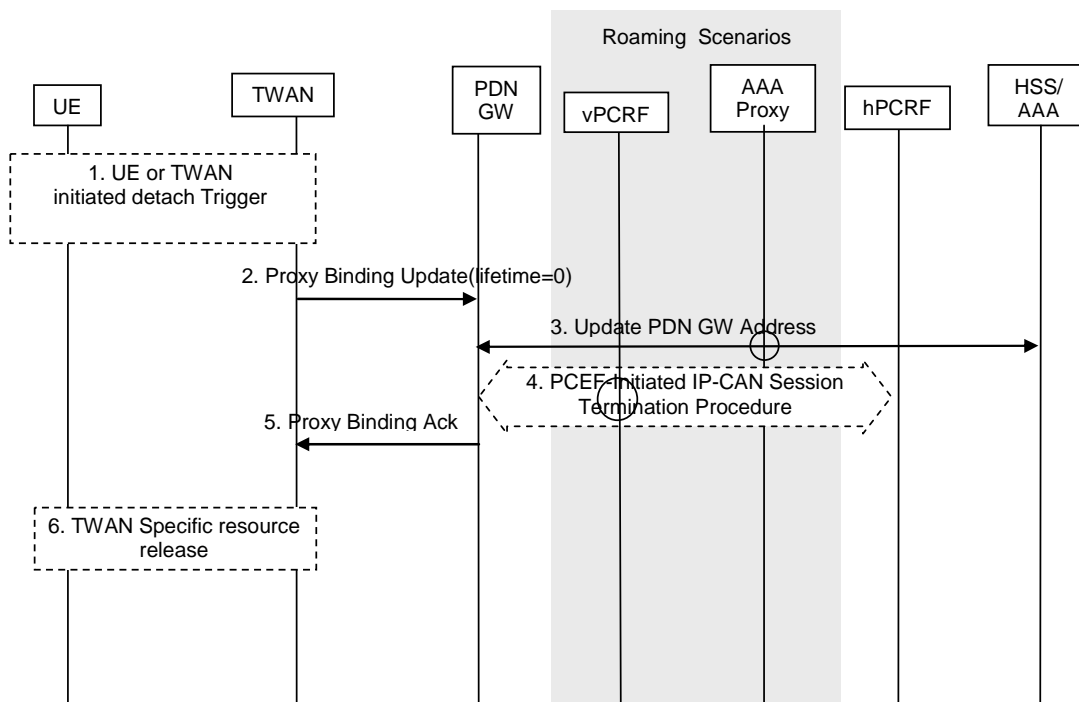 Roaming Scenarios
UE
TWAN
PDN
GW
vPCRF
AAA
Proxy
hPCRF
HSS/
AAA
1. UE or TWAN
initiated detach Trigger
2. Proxy Binding Update(lifetime=0)
3. Update PDN GW Address
4. PCEF-Initiated IP-CAN Session
Termination Procedure
5. Proxy Binding Ack
6. TWAN Specific resource
release